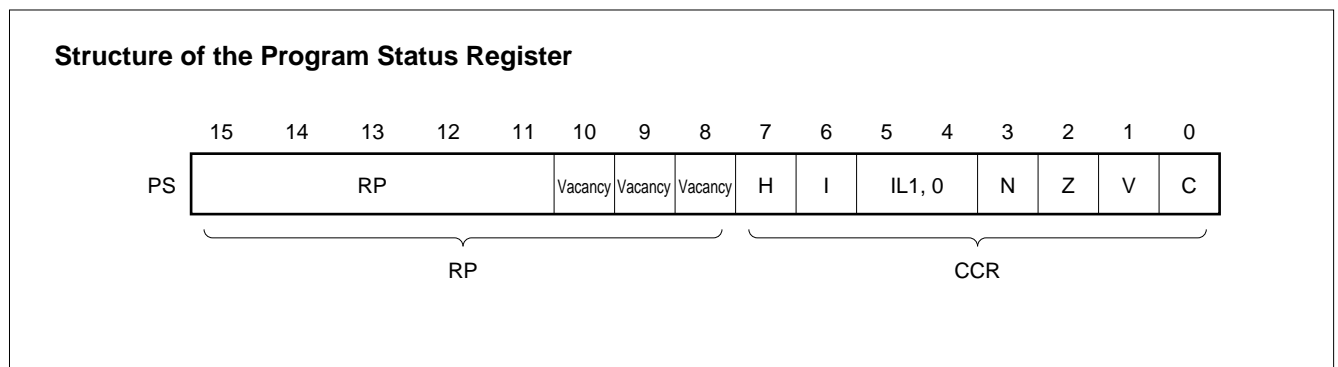 Structure of the Program Status Register
15 14 13 12 11 10 9 8 7 6 5 4 3 2 1 0
PS RP Vacancy Vacancy Vacancy H I IL1, 0 N Z V C
RP CCR